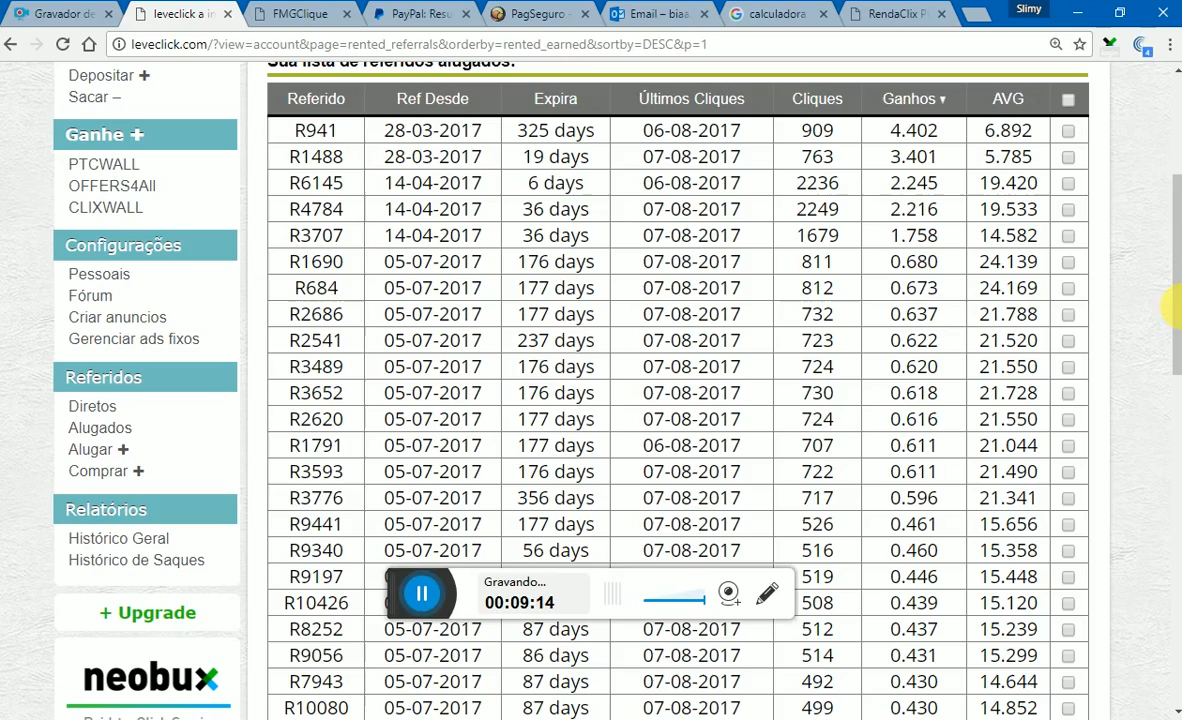 Gravador de
leveclick a in
FMGClique
PayPal: Resu
PagSeguro -
Email – biaa
calculadora
RendaClix Pe
Slimy
leveclick.com/?view=account&page=rented_referrals&orderby=rented_earned&sortby=DESC&p=1
4
Depositar +
Sacar –
Ganhe +
PTCWALL
OFFERS4All
CLIXWALL
Configurações
Pessoais
Fórum
Criar anuncios
Gerenciar ads fixos
Referidos
Diretos
Alugados
Alugar +
Comprar +
Relatórios
Histórico Geral
Histórico de Saques
+ Upgrade
neobux
Sua lista de referidos alugados:
Referido Ref Desde Expira Últimos Cliques Cliques Ganhos ▾ AVG
R941 28-03-2017 325 days 06-08-2017 909 4.402 6.892
R1488 28-03-2017 19 days 07-08-2017 763 3.401 5.785
R6145 14-04-2017 6 days 06-08-2017 2236 2.245 19.420
R4784 14-04-2017 36 days 07-08-2017 2249 2.216 19.533
R3707 14-04-2017 36 days 07-08-2017 1679 1.758 14.582
R1690 05-07-2017 176 days 07-08-2017 811 0.680 24.139
R684 05-07-2017 177 days 07-08-2017 812 0.673 24.169
R2686 05-07-2017 177 days 07-08-2017 732 0.637 21.788
R2541 05-07-2017 237 days 07-08-2017 723 0.622 21.520
R3489 05-07-2017 176 days 07-08-2017 724 0.620 21.550
R3652 05-07-2017 176 days 07-08-2017 730 0.618 21.728
R2620 05-07-2017 177 days 07-08-2017 724 0.616 21.550
R1791 05-07-2017 177 days 06-08-2017 707 0.611 21.044
R3593 05-07-2017 176 days 07-08-2017 722 0.611 21.490
R3776 05-07-2017 356 days 07-08-2017 717 0.596 21.341
R9441 05-07-2017 177 days 07-08-2017 526 0.461 15.656
R9340 05-07-2017 56 days 07-08-2017 516 0.460 15.358
R9197 519 0.446 15.448
R10426 508 0.439 15.120
R8252 05-07-2017 87 days 07-08-2017 512 0.437 15.239
R9056 05-07-2017 86 days 07-08-2017 514 0.431 15.299
R7943 05-07-2017 87 days 07-08-2017 492 0.430 14.644
R10080 05-07-2017 87 days 07-08-2017 499 0.430 14.852
Gravando...
00:09:14